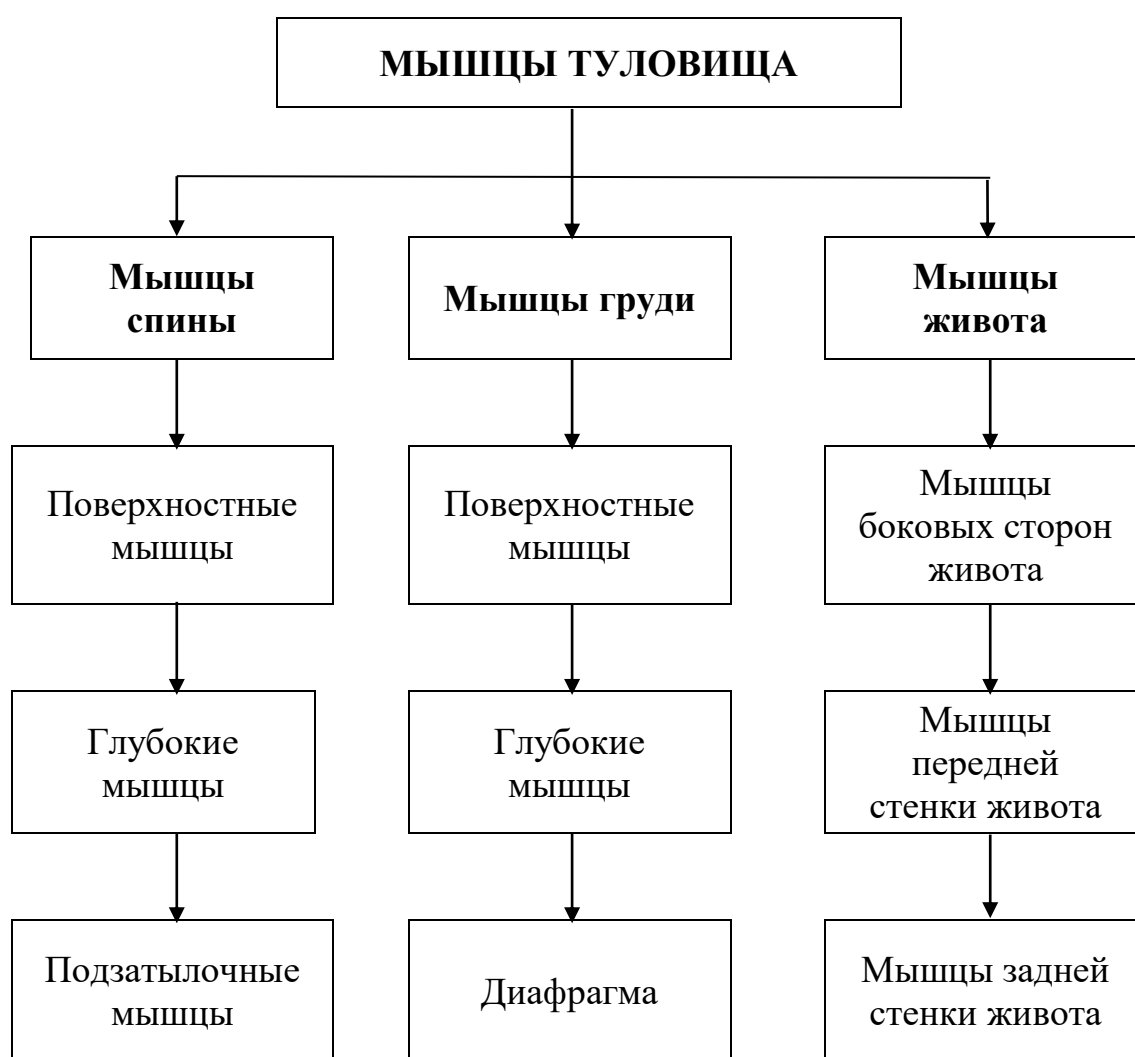 МЫШЦЫ ТУЛОВИЩА
Мышцы
спины
Мышцы груди
Мышцы
живота
Поверхностные
мышцы
Поверхностные
мышцы
Мышцы
боковых сторон
живота
Глубокие
мышцы
Глубокие
мышцы
Мышцы
передней
стенки живота
Подзатылочные
мышцы
Диафрагма
Мышцы задней
стенки живота